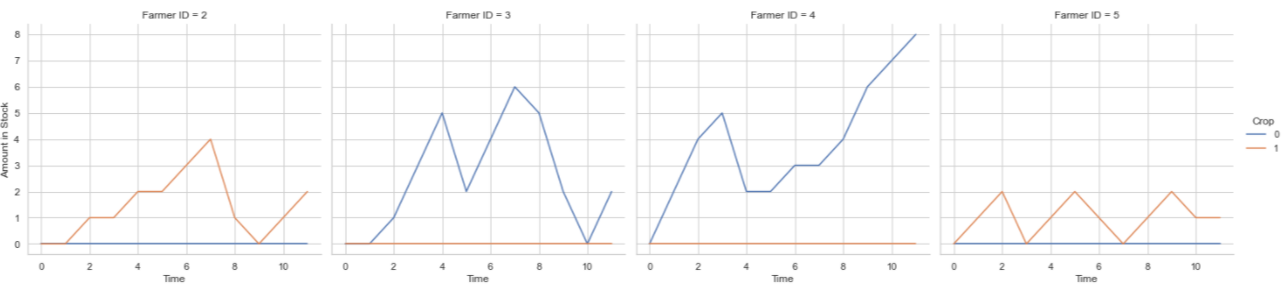 Farmer ID = 2
Farmer ID = 3
Farmer ID = 4
Farmer ID = 5
Amount in Stock
8
7
6
5
4
3
2
1
0
0 2 4 6 8 10
0 2 4 6 8 10
0 2 4 6 8 10
0 2 4 6 8 10
Time
Time
Time
Time
Crop
0
1